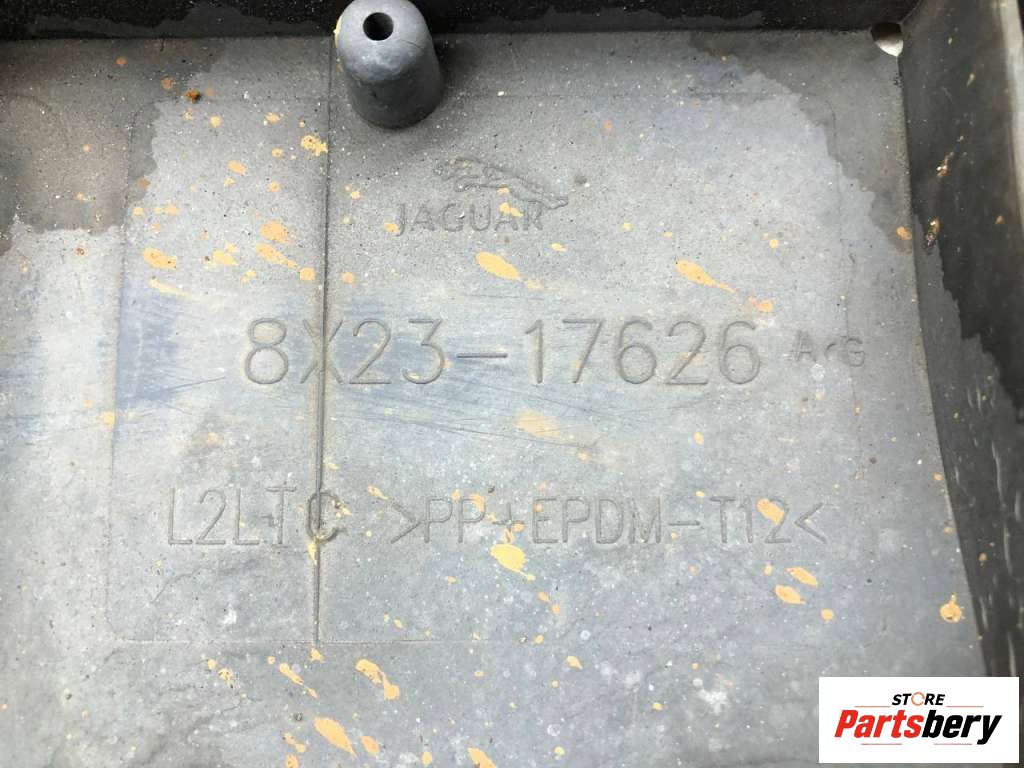 JAGUAR
8X23-17626 A-G
L2LTC >PP+EPDM-T12<
STORE
Partsbery